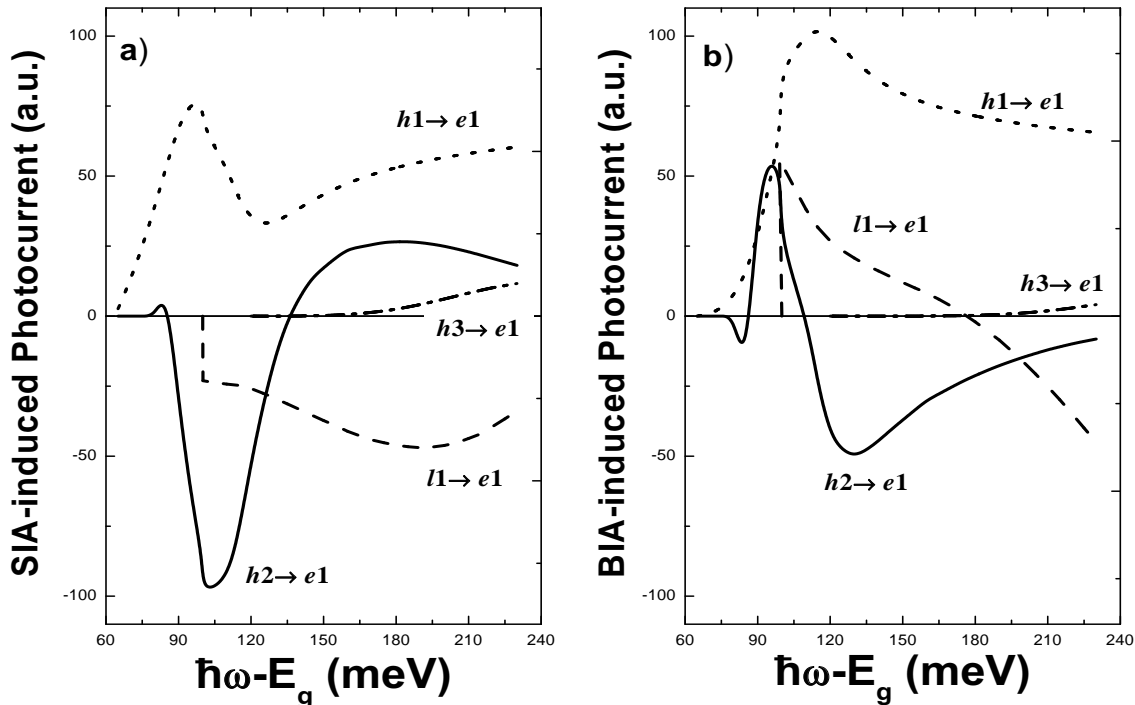 a)
SIA-induced Photocurrent (a.u.)
100
50
0
-50
-100
h1→ e1
h3→ e1
l1→ e1
h2→ e1
60 90 120 150 180 210 240
ħω-E_g (meV)
b)
BIA-induced Photocurrent (a.u.)
100
50
0
-50
-100
h1→ e1
l1→ e1
h3→ e1
h2→ e1
60 90 120 150 180 210 240
ħω-E_g (meV)